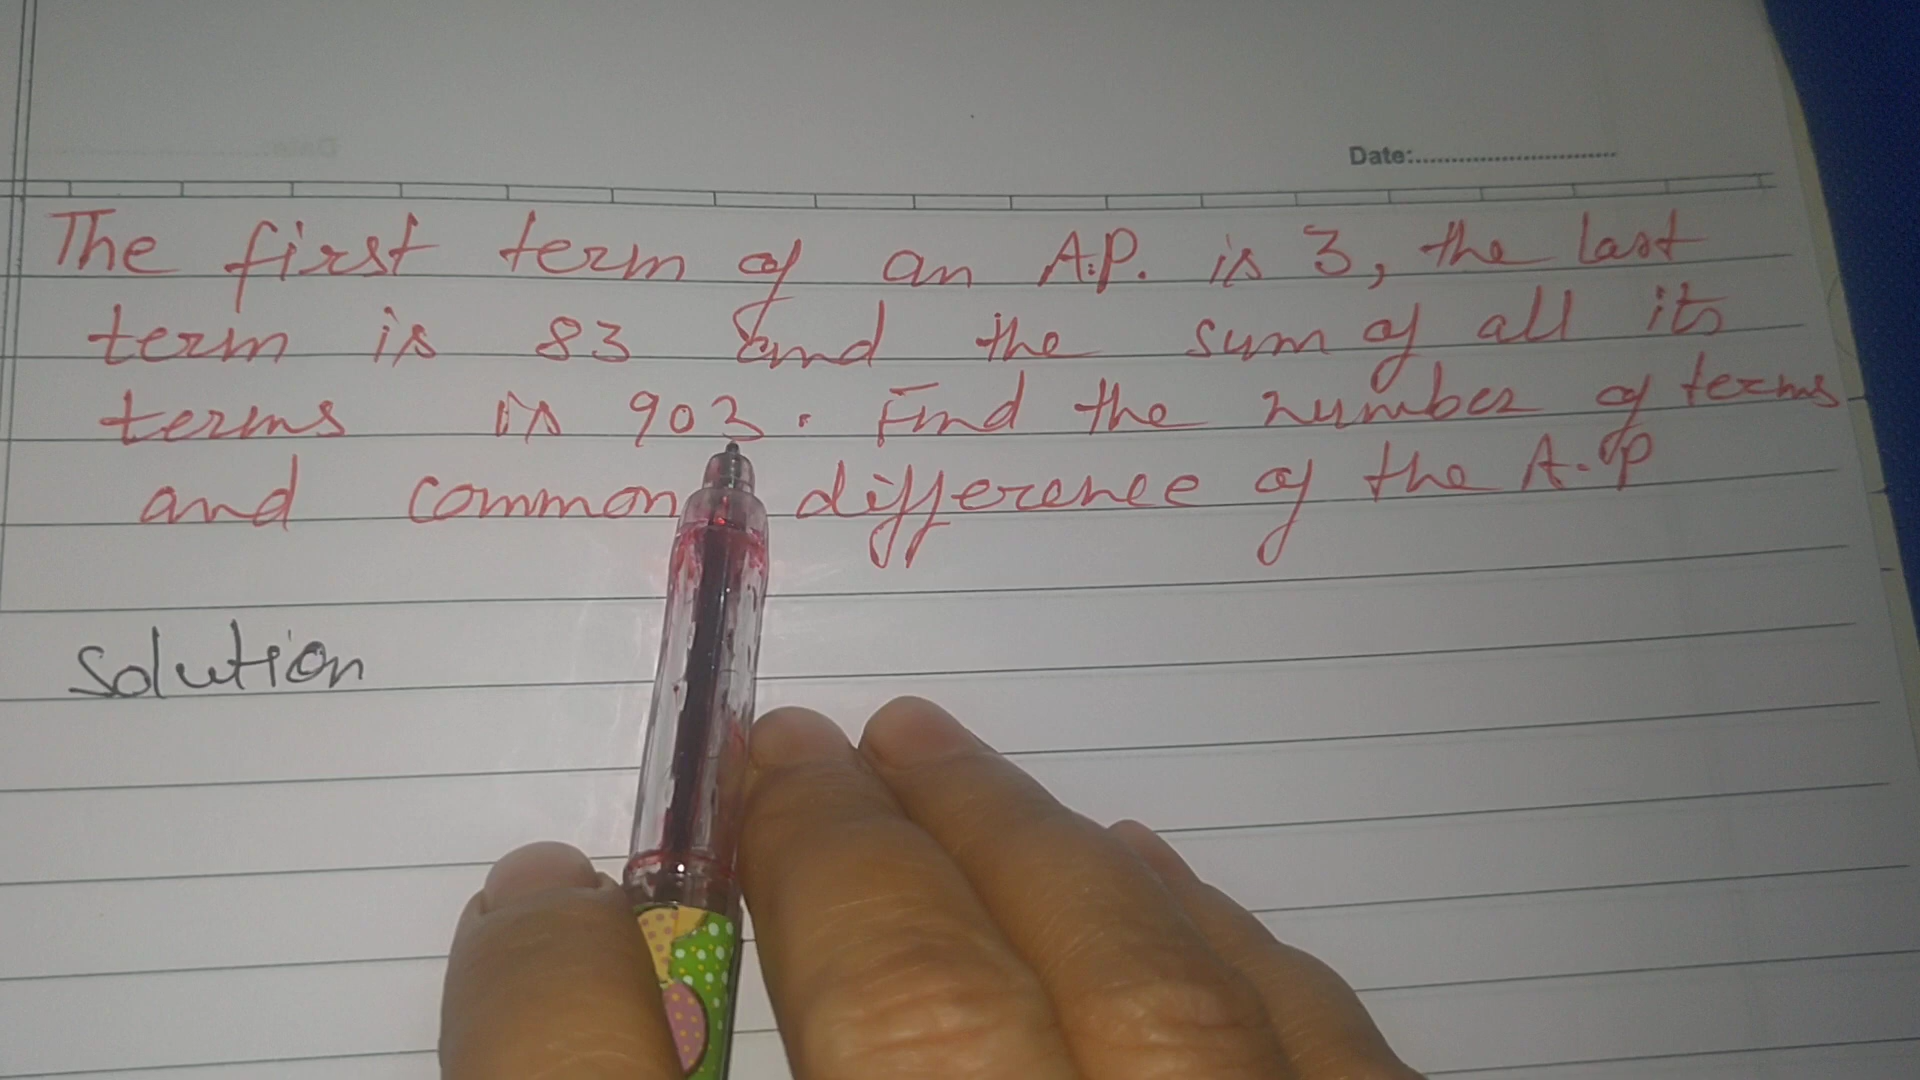 Date:
The first term of an A.P. is 3, the last
term is 83 and the sum of all its
terms is 903. Find the number of terms
and common difference of the A.P
Solution